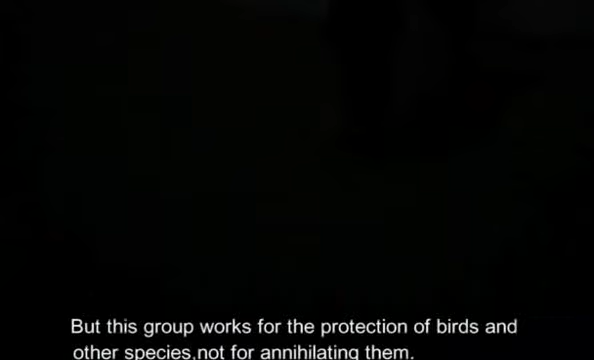 But this group works for the protection of birds and
other species,not for annihilating them.